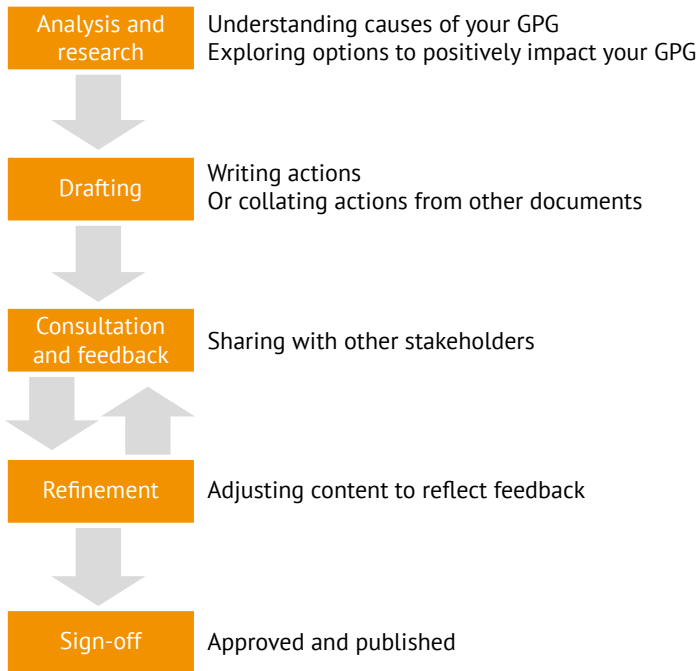 Analysis and
research
Understanding causes of your GPG
Exploring options to positively impact your GPG
Drafting
Writing actions
Or collating actions from other documents
Consultation
and feedback
Sharing with other stakeholders
Refinement
Adjusting content to reflect feedback
Sign-off
Approved and published